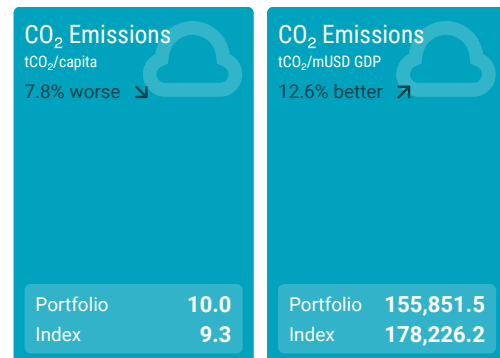 CO₂ Emissions
tCO₂/capita
7.8% worse
Portfolio 10.0
Index 9.3
CO₂ Emissions
tCO₂/mUSD GDP
12.6% better
Portfolio 155,851.5
Index 178,226.2